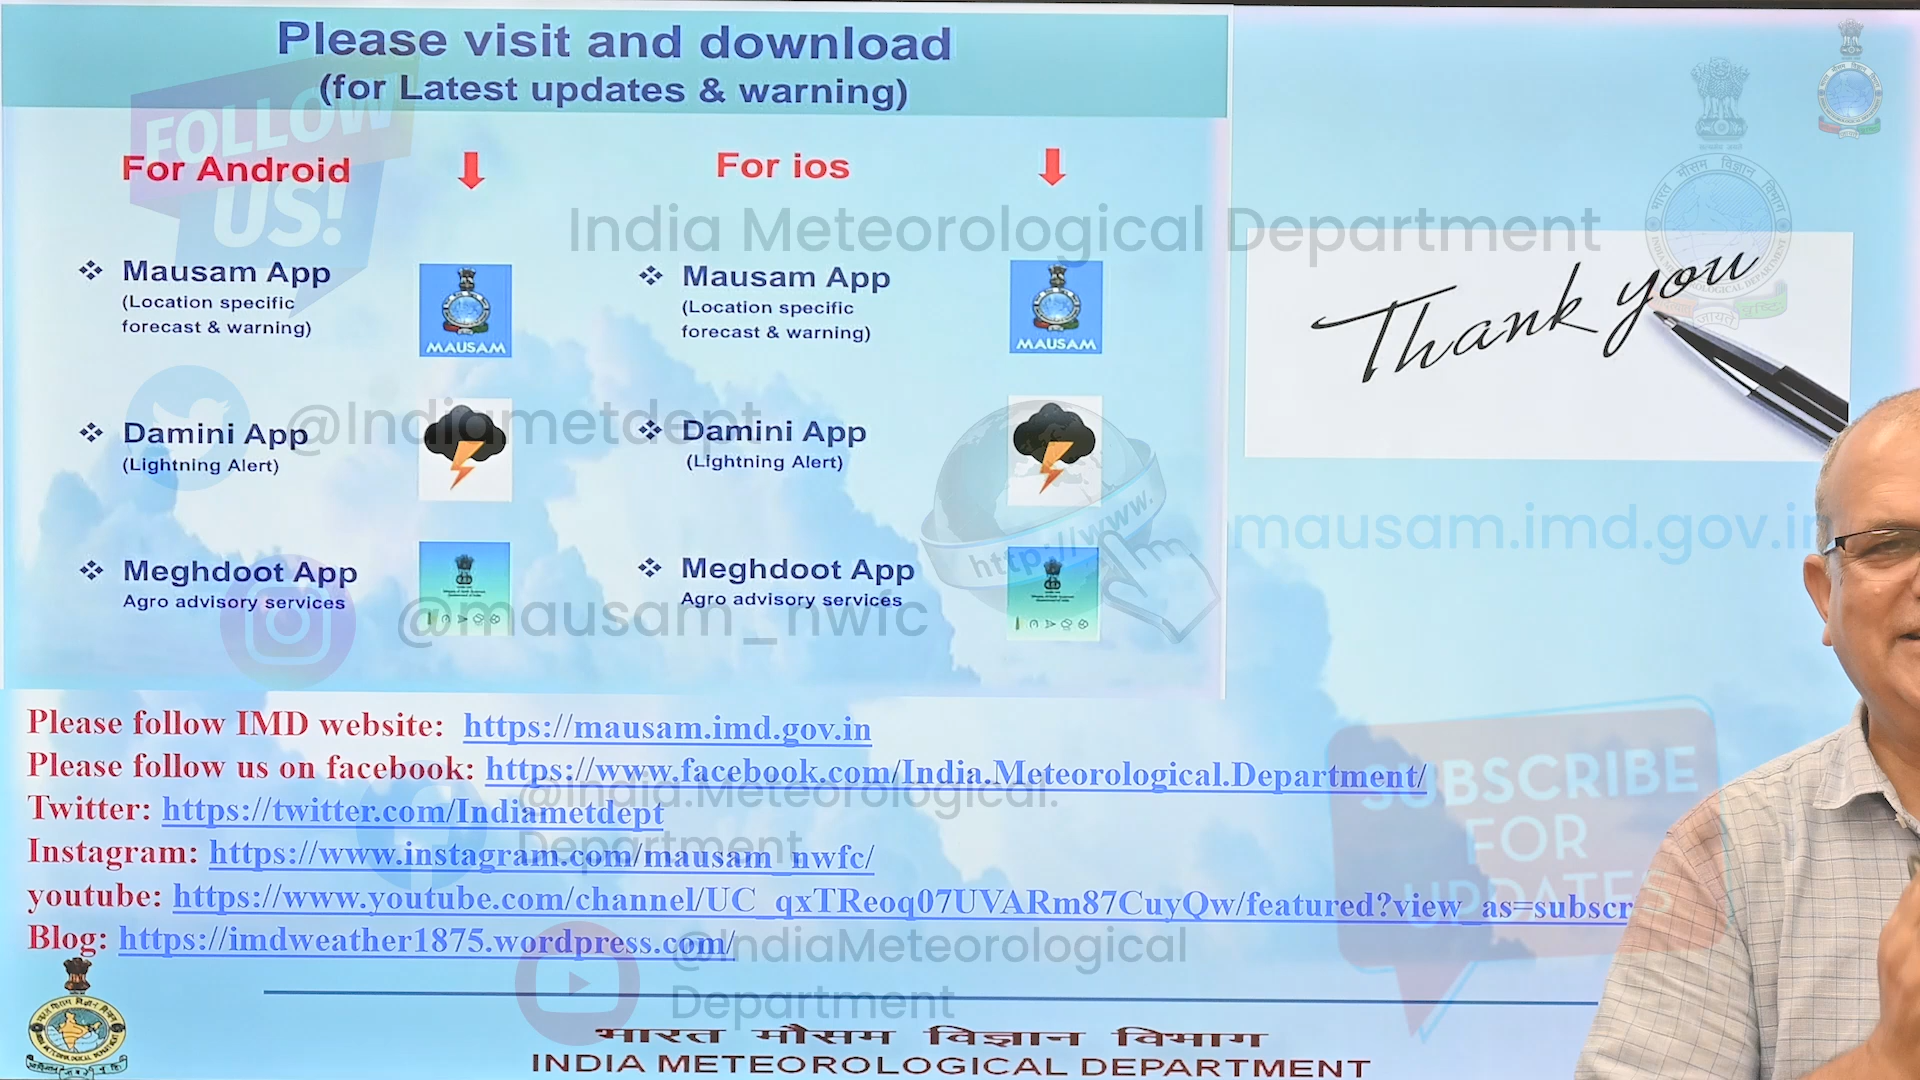 Please visit and download
(for Latest updates & warning)
FOLLOW
US!
For Android
For ios
India Meteorological Department
Mausam App
(Location specific
forecast & warning)
MAUSAM
Mausam App
(Location specific
forecast & warning)
MAUSAM
Thank you
Damini App
(Lightning Alert)
@Indiametdept
Damini App
(Lightning Alert)
http://www.
mausam.imd.gov.in
Meghdoot App
Agro advisory services
Meghdoot App
Agro advisory services
@mausam_nwfc
Please follow IMD website: https://mausam.imd.gov.in
Please follow us on facebook: https://www.facebook.com/India.Meteorological.Department/
@India.Meteorological.
Department
Twitter: https://twitter.com/Indiametdept
Instagram: https://www.instagram.com/mausam_nwfc/
youtube: https://www.youtube.com/channel/UC_qxTReoq07UVARm87CuyQw/featured?view_as=subscr
Blog: https://imdweather1875.wordpress.com/
SUBSCRIBE
FOR
UPDATES
@IndiaMeteorological
Department
भारत मौसम विज्ञान विभाग
INDIA METEOROLOGICAL DEPARTMENT